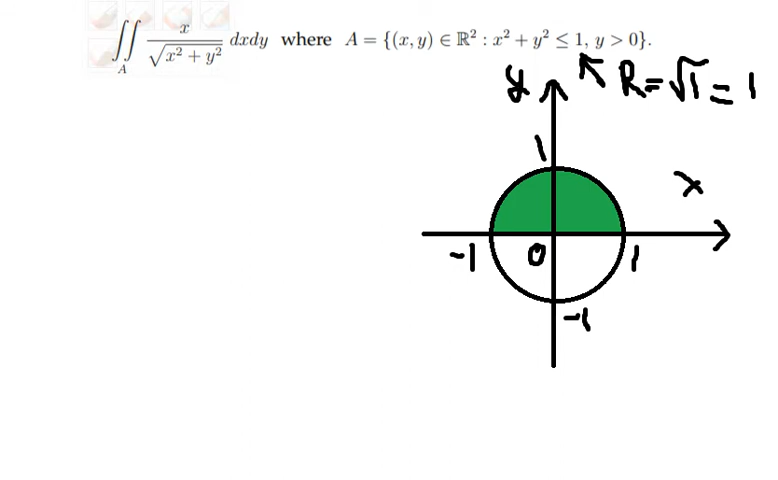 ∬_A x/√(x² + y²) dxdy where A = {(x, y) ∈ ℝ² : x² + y² ≤ 1, y > 0}.
y R = √1 = 1
1
x
-1 0 1
-1